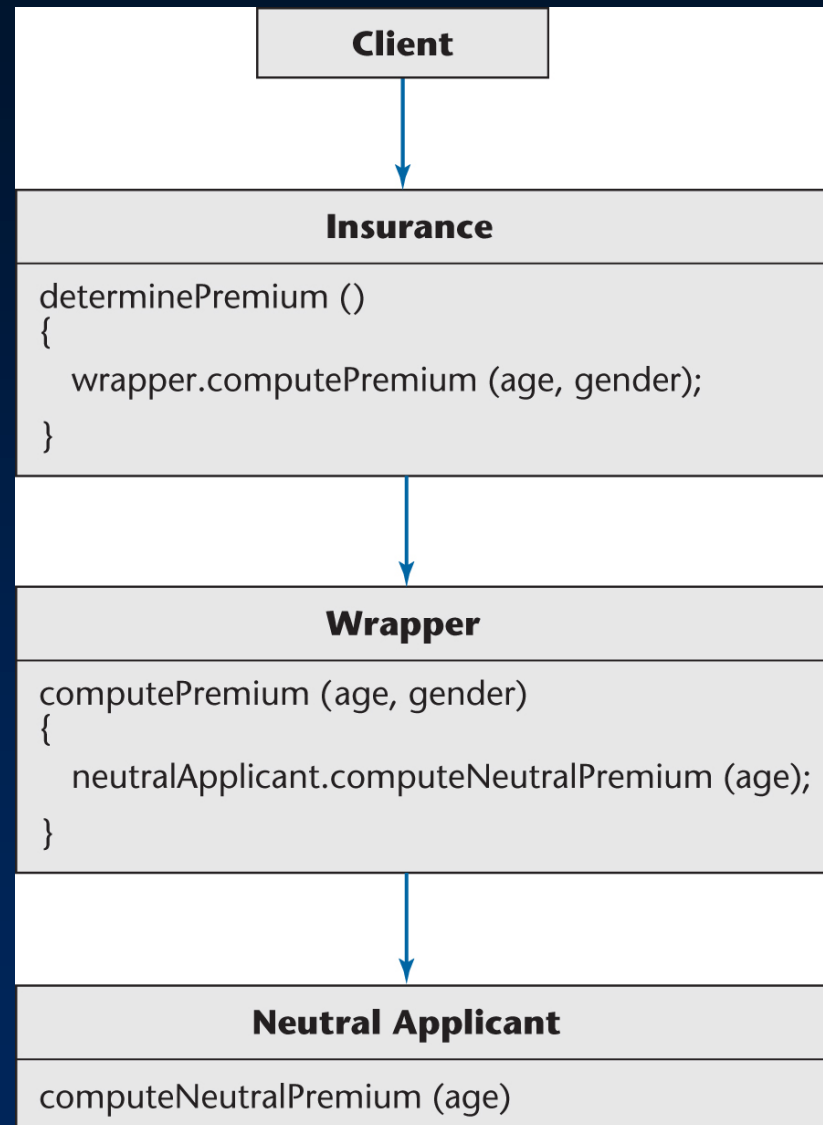 Client
Insurance
determinePremium ()
{
wrapper.computePremium (age, gender);
}
Wrapper
computePremium (age, gender)
{
neutralApplicant.computeNeutralPremium (age);
}
Neutral Applicant
computeNeutralPremium (age)